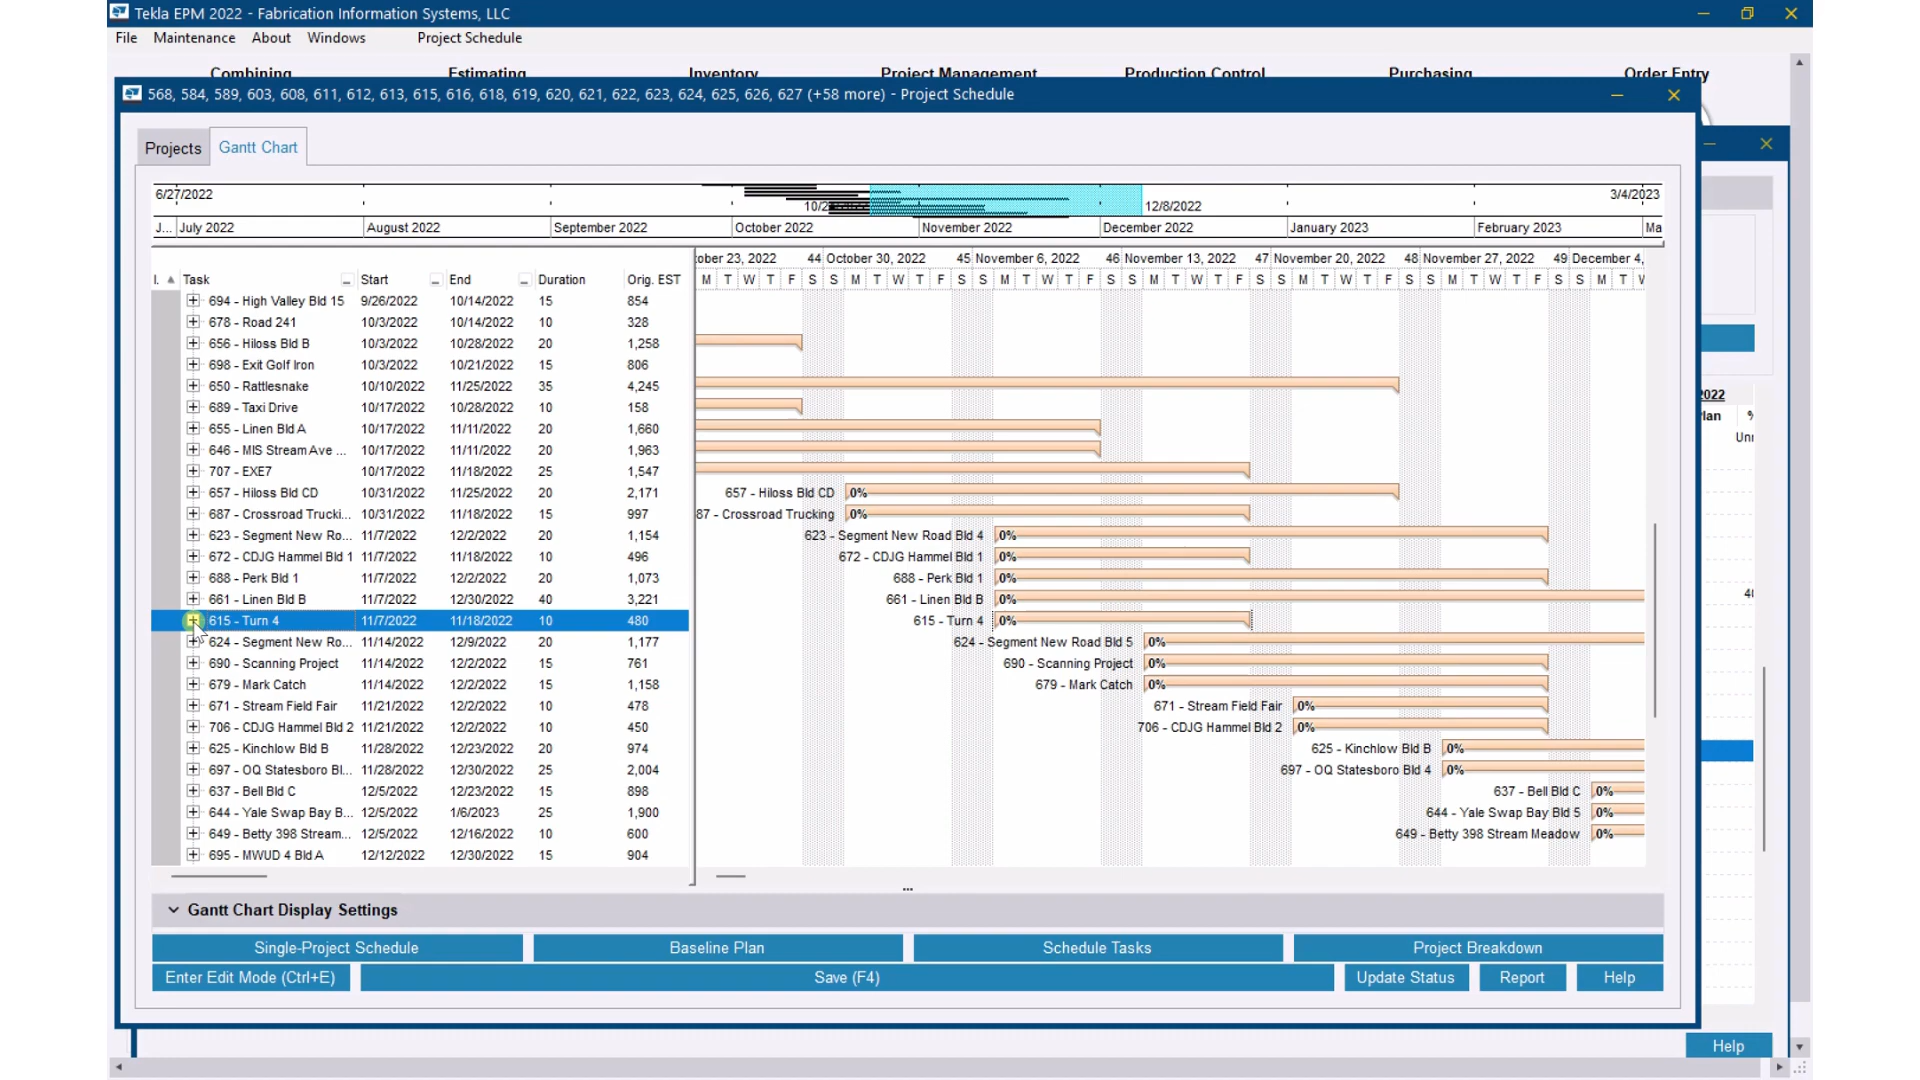 Tekla EPM 2022 - Fabrication Information Systems, LLC
File Maintenance About Windows Project Schedule
Combining Estimating Inventory Project Management Production Control Purchasing Order Entry
568, 584, 589, 603, 608, 611, 612, 613, 615, 616, 618, 619, 620, 621, 622, 623, 624, 625, 626, 627 (+58 more) - Project Schedule
Projects Gantt Chart
6/27/2022 3/4/2023
12/8/2022
J... July 2022 August 2022 September 2022 October 2022 November 2022 December 2022 January 2023 February 2023 Ma
ober 23, 2022 44 October 30, 2022 45 November 6, 2022 46 November 13, 2022 47 November 20, 2022 48 November 27, 2022 49 December 4,
I. Task Start End Duration Orig. EST M T W T F S S M T W T F S S M T W T F S S M T W T F S S M T W T F S S M T W T F S S M T W
694 - High Valley Bld 15 9/26/2022 10/14/2022 15 854
678 - Road 241 10/3/2022 10/14/2022 10 328
656 - Hiloss Bld B 10/3/2022 10/28/2022 20 1,258
698 - Exit Golf Iron 10/3/2022 10/21/2022 15 806
650 - Rattlesnake 10/10/2022 11/25/2022 35 4,245
689 - Taxi Drive 10/17/2022 10/28/2022 10 158
655 - Linen Bld A 10/17/2022 11/11/2022 20 1,660
646 - MIS Stream Ave ... 10/17/2022 11/11/2022 20 1,963
707 - EXE7 10/17/2022 11/18/2022 25 1,547
657 - Hiloss Bld CD 10/31/2022 11/25/2022 20 2,171 657 - Hiloss Bld CD 0%
687 - Crossroad Trucki... 10/31/2022 11/18/2022 15 997 87 - Crossroad Trucking 0%
623 - Segment New Ro... 11/7/2022 12/2/2022 20 1,154 623 - Segment New Road Bld 4 0%
672 - CDJG Hammel Bld 1 11/7/2022 11/18/2022 10 496 672 - CDJG Hammel Bld 1 0%
688 - Perk Bld 1 11/7/2022 12/2/2022 20 1,073 688 - Perk Bld 1 0%
661 - Linen Bld B 11/7/2022 12/30/2022 40 3,221 661 - Linen Bld B 0%
615 - Turn 4 11/7/2022 11/18/2022 10 480 615 - Turn 4 0%
624 - Segment New Ro... 11/14/2022 12/9/2022 20 1,177 624 - Segment New Road Bld 5 0%
690 - Scanning Project 11/14/2022 12/2/2022 15 761 690 - Scanning Project 0%
679 - Mark Catch 11/14/2022 12/2/2022 15 1,158 679 - Mark Catch 0%
671 - Stream Field Fair 11/21/2022 12/2/2022 10 478 671 - Stream Field Fair 0%
706 - CDJG Hammel Bld 2 11/21/2022 12/2/2022 10 450 706 - CDJG Hammel Bld 2 0%
625 - Kinchlow Bld B 11/28/2022 12/23/2022 20 974 625 - Kinchlow Bld B 0%
697 - OQ Statesboro Bl... 11/28/2022 12/30/2022 25 2,004 697 - OQ Statesboro Bld 4 0%
637 - Bell Bld C 12/5/2022 12/23/2022 15 898 637 - Bell Bld C 0%
644 - Yale Swap Bay B... 12/5/2022 1/6/2023 25 1,900 644 - Yale Swap Bay Bld 5 0%
649 - Betty 398 Stream... 12/5/2022 12/16/2022 10 600 649 - Betty 398 Stream Meadow 0%
695 - MWUD 4 Bld A 12/12/2022 12/30/2022 15 904
2022
lan %
Uni
...
Gantt Chart Display Settings
Single-Project Schedule Baseline Plan Schedule Tasks Project Breakdown
Enter Edit Mode (Ctrl+E) Save (F4) Update Status Report Help
Help